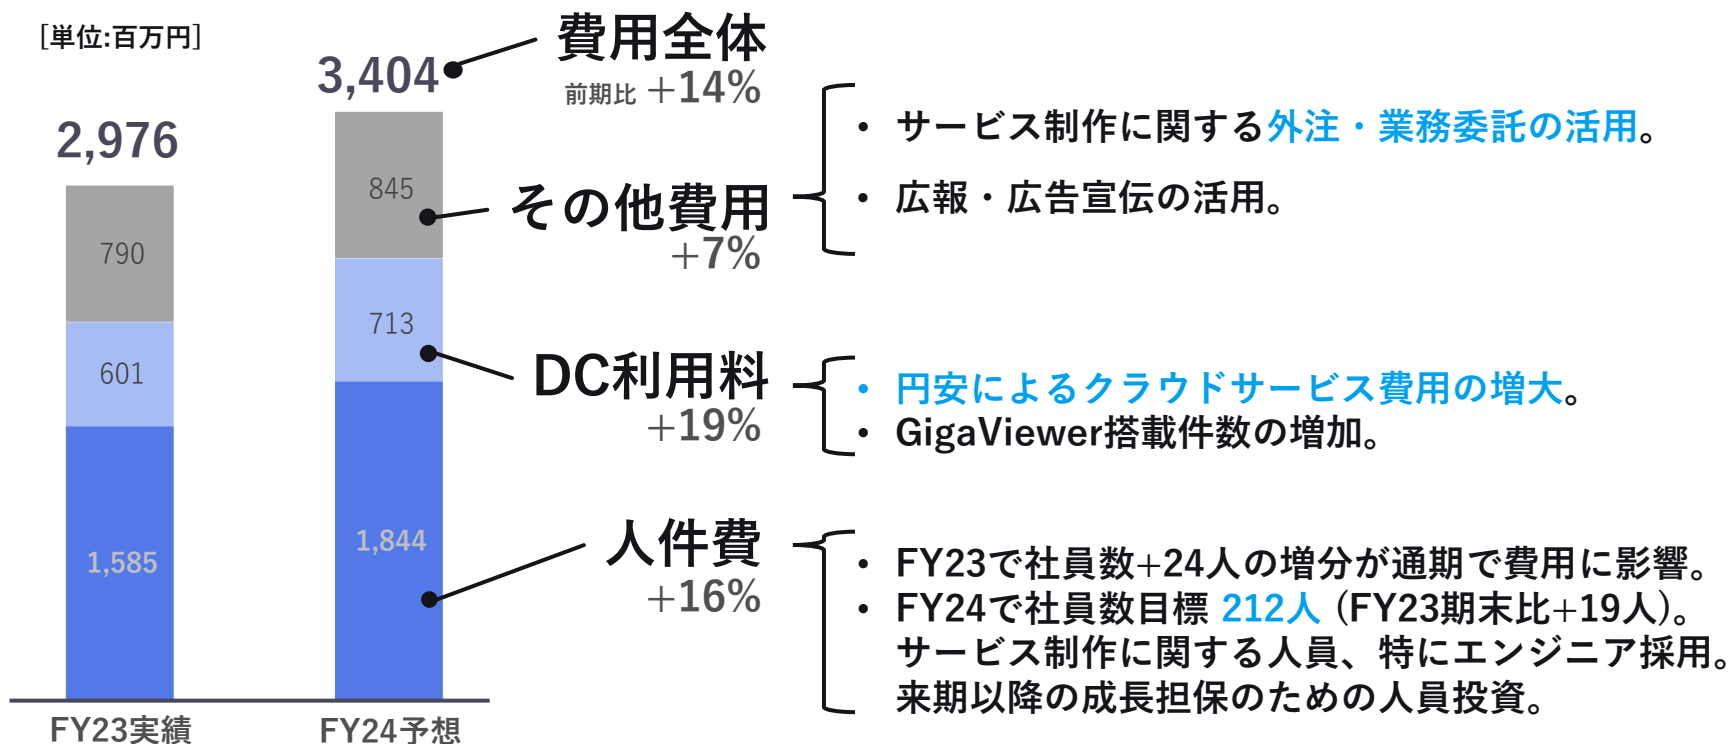 [単位:百万円]
2,976
790
601
1,585
FY23実績
3,404
845
713
1,844
FY24予想
費用全体
前期比 +14%
その他費用
+7%
• サービス制作に関する外注・業務委託の活用。
• 広報・広告宣伝の活用。
DC利用料
+19%
• 円安によるクラウドサービス費用の増大。
• GigaViewer搭載件数の増加。
人件費
+16%
• FY23で社員数+24人の増分が通期で費用に影響。
• FY24で社員数目標 212人 (FY23期末比+19人)。
サービス制作に関する人員、特にエンジニア採用。
来期以降の成長担保のための人員投資。